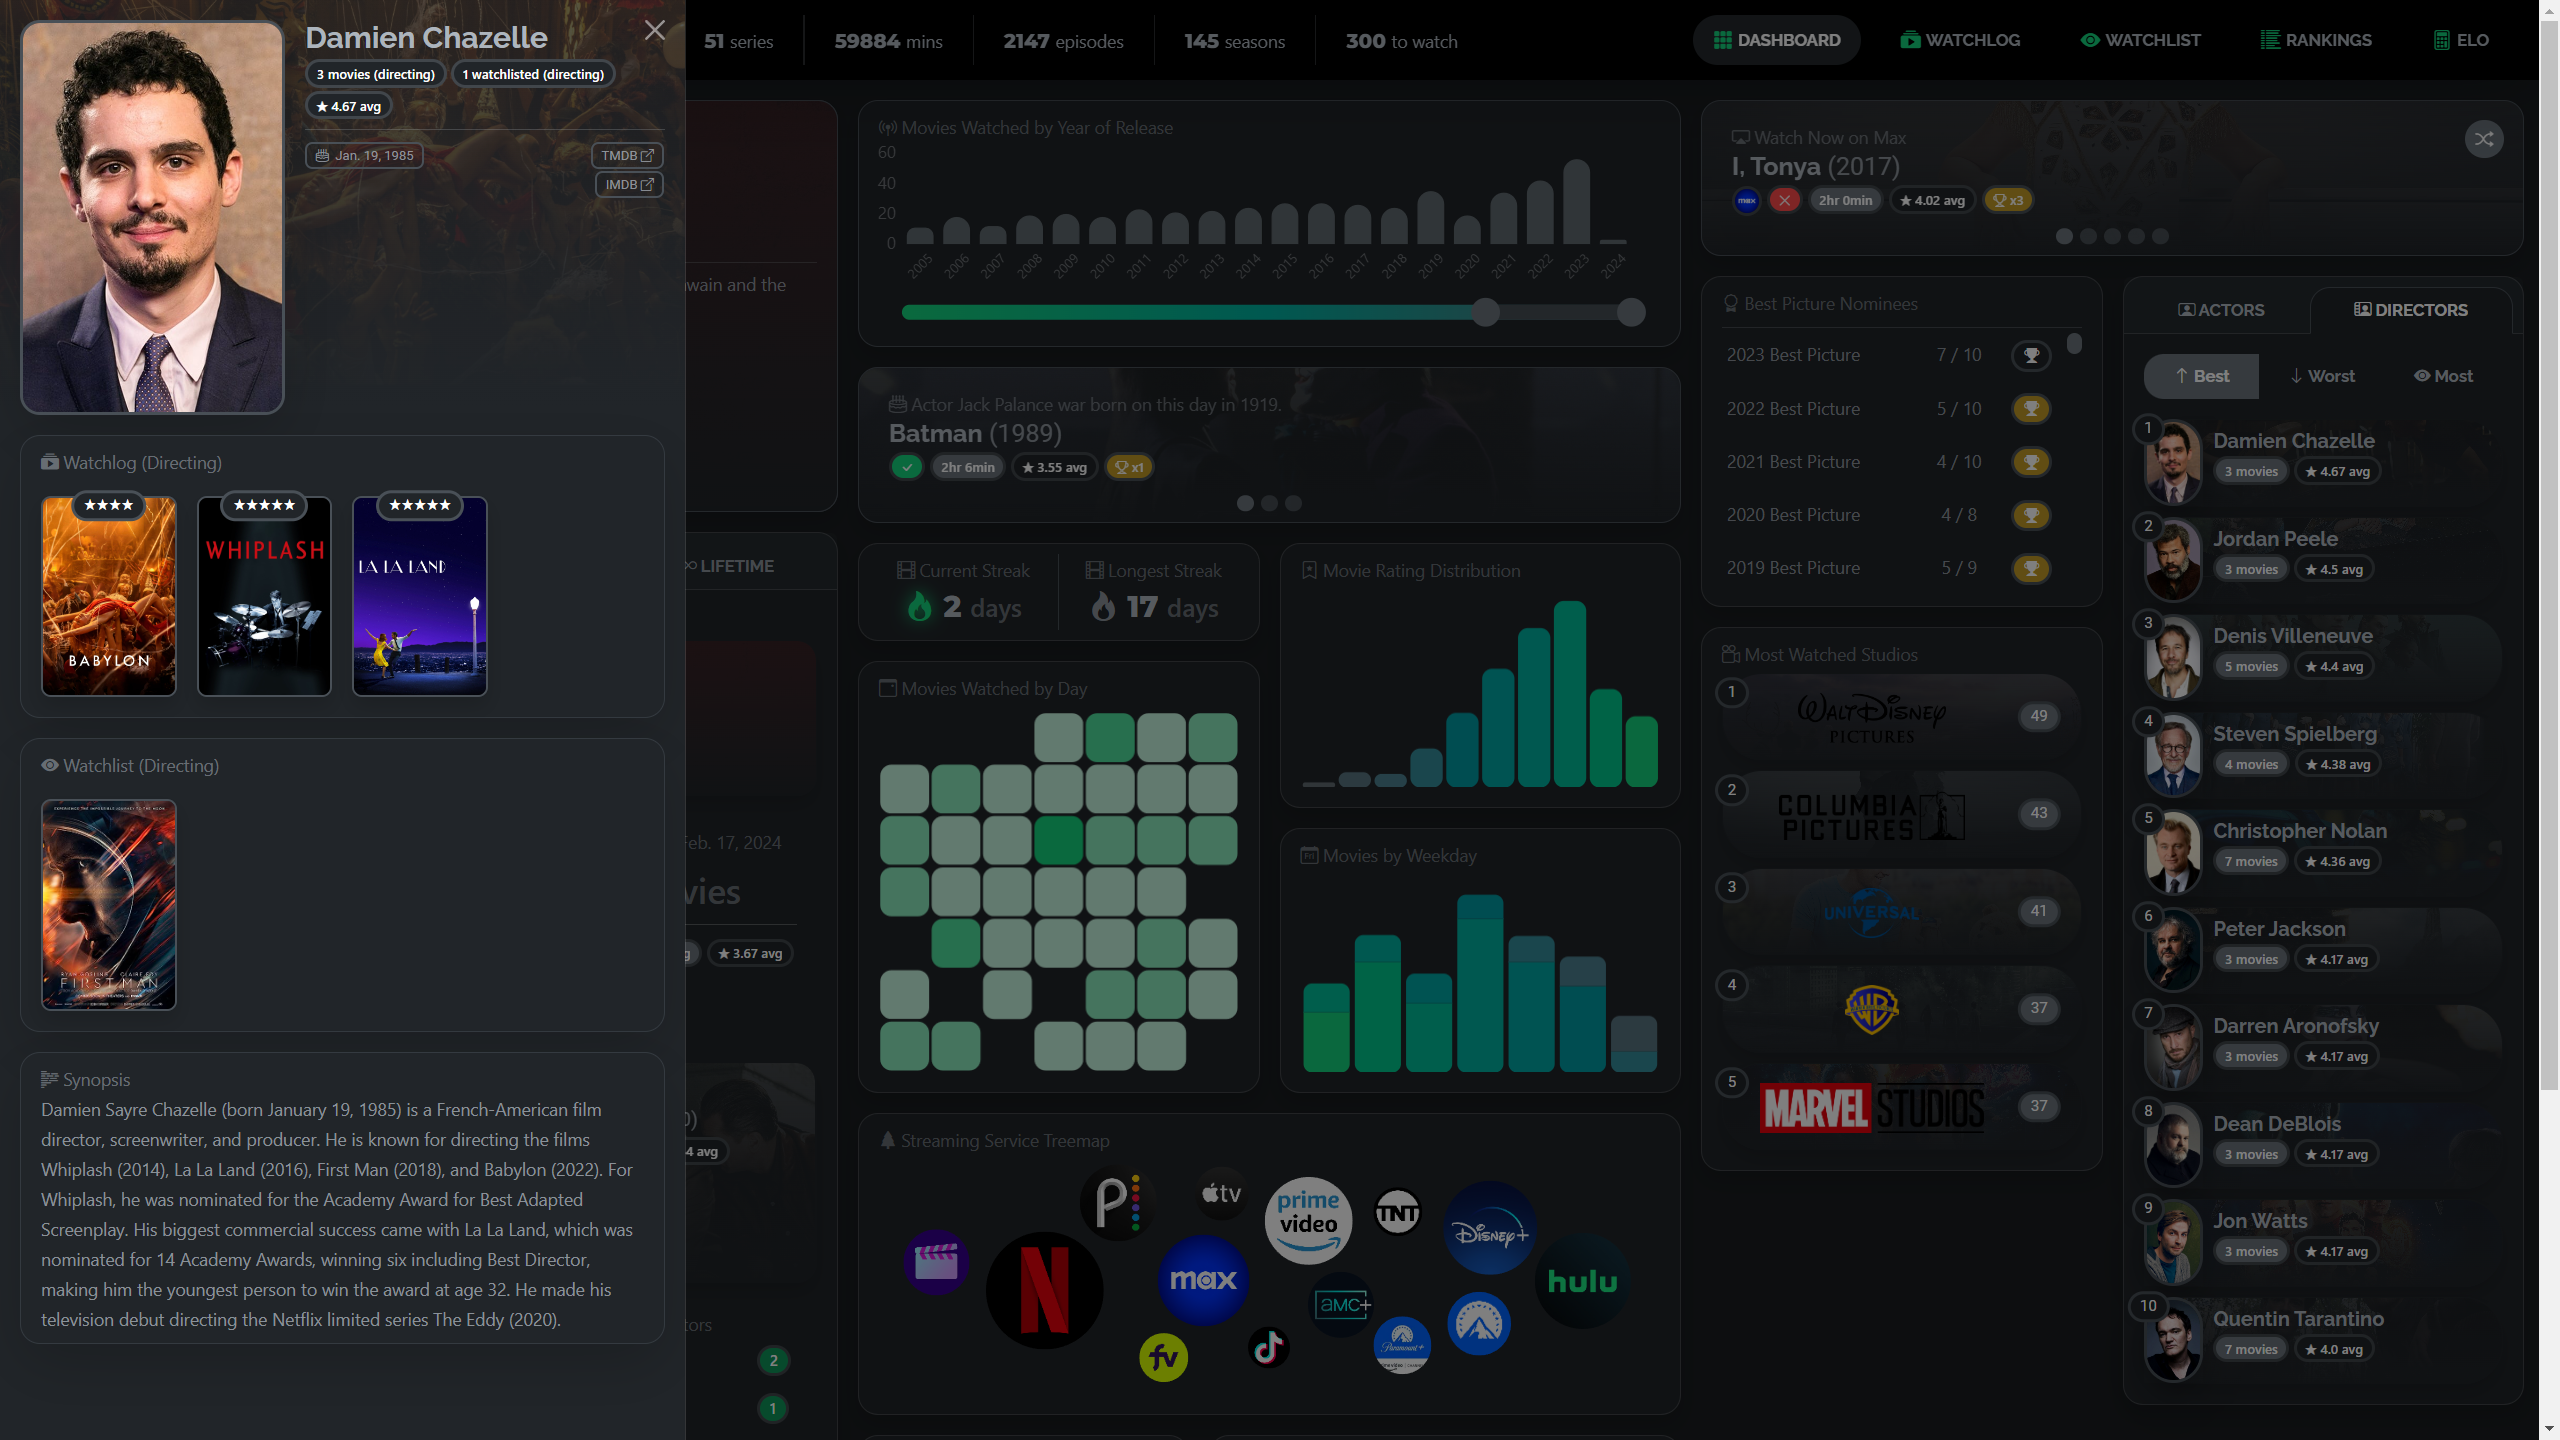 Damien Chazelle
3 movies (directing)
1 watchlisted (directing)
★ 4.67 avg
Jan. 19, 1985
TMDB
IMDB
Watchlog (Directing)
★★★★
★★★★★
★★★★★
BABYLON
WHIPLASH
LA LA LAND
Watchlist (Directing)
FIRST MAN
Synopsis
Damien Sayre Chazelle (born January 19, 1985) is a French-American film
director, screenwriter, and producer. He is known for directing the films
Whiplash (2014), La La Land (2016), First Man (2018), and Babylon (2022). For
Whiplash, he was nominated for the Academy Award for Best Adapted
Screenplay. His biggest commercial success came with La La Land, which was
nominated for 14 Academy Awards, winning six including Best Director,
making him the youngest person to win the award at age 32. He made his
television debut directing the Netflix limited series The Eddy (2020).
51 series
59884 mins
2147 episodes
145 seasons
300 to watch
DASHBOARD
WATCHLOG
WATCHLIST
RANKINGS
ELO
wain and the
LIFETIME
Feb. 17, 2024
vies
★ 3.67 avg
4 avg
tors
2
1
Movies Watched by Year of Release
60
40
20
0
2005 2006 2007 2008 2009 2010 2011 2012 2013 2014 2015 2016 2017 2018 2019 2020 2021 2022 2023 2024
Actor Jack Palance war born on this day in 1919.
Batman (1989)
2hr 6min
★ 3.55 avg
x1
Current Streak
2 days
Longest Streak
17 days
Movies Watched by Day
Movie Rating Distribution
Fri
Movies by Weekday
Streaming Service Treemap
P
tv
prime video
TNT
Disney+
N
max
AMC+
hulu
fv
Paramount+
Watch Now on Max
I, Tonya (2017)
max
2hr 0min
★ 4.02 avg
x3
Best Picture Nominees
2023 Best Picture 7 / 10
2022 Best Picture 5 / 10
2021 Best Picture 4 / 10
2020 Best Picture 4 / 8
2019 Best Picture 5 / 9
Most Watched Studios
1
WALT DISNEY
PICTURES
49
2
COLUMBIA
PICTURES
43
3
UNIVERSAL
41
4
WB
37
5
MARVEL STUDIOS
37
ACTORS
DIRECTORS
Best
Worst
Most
1
Damien Chazelle
3 movies
★ 4.67 avg
2
Jordan Peele
3 movies
★ 4.5 avg
3
Denis Villeneuve
5 movies
★ 4.4 avg
4
Steven Spielberg
4 movies
★ 4.38 avg
5
Christopher Nolan
7 movies
★ 4.36 avg
6
Peter Jackson
3 movies
★ 4.17 avg
7
Darren Aronofsky
3 movies
★ 4.17 avg
8
Dean DeBlois
3 movies
★ 4.17 avg
9
Jon Watts
3 movies
★ 4.17 avg
10
Quentin Tarantino
7 movies
★ 4.0 avg